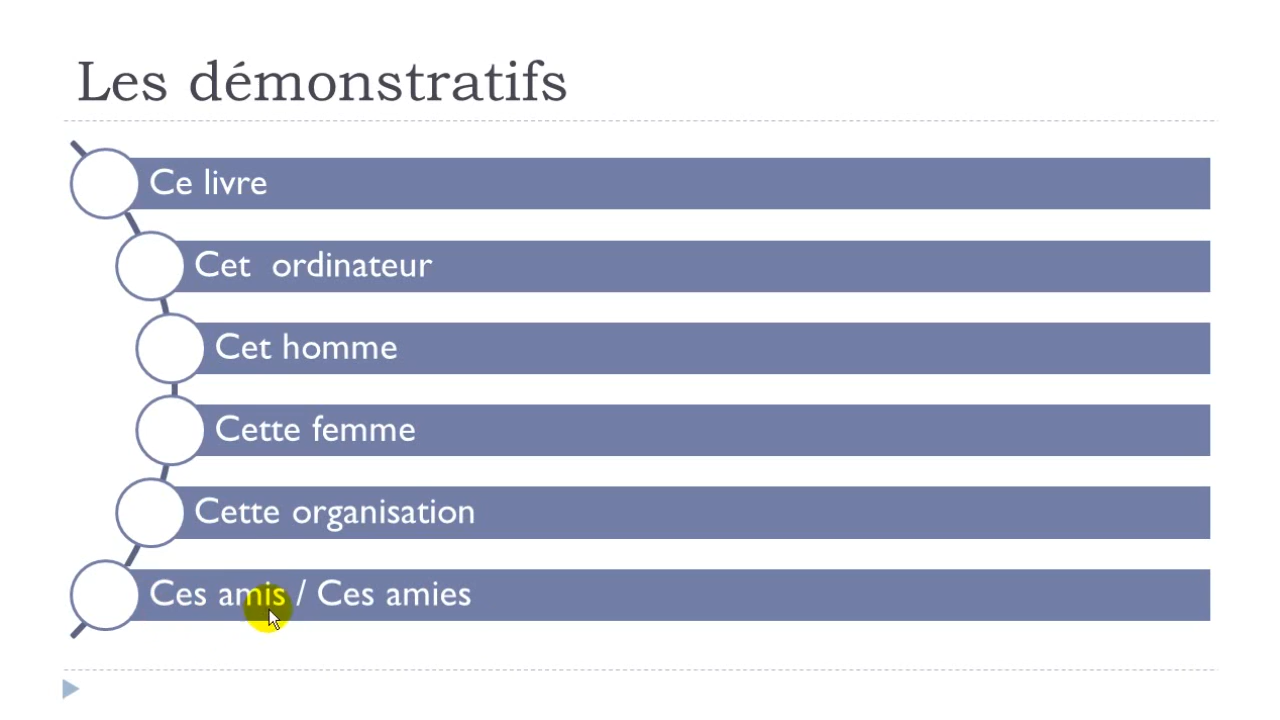 Les démonstratifs
Ce livre
Cet ordinateur
Cet homme
Cette femme
Cette organisation
Ces amis / Ces amies